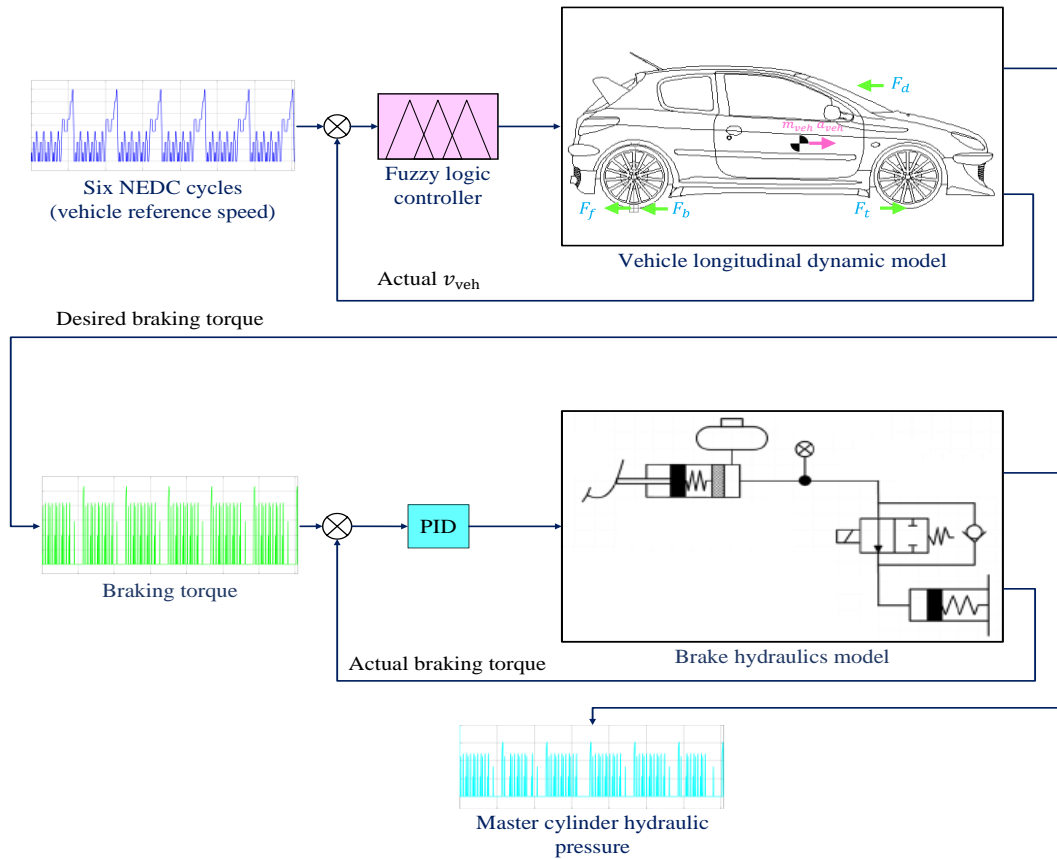 F_d
m_veh a_veh
Six NEDC cycles
(vehicle reference speed)
Fuzzy logic
controller
F_f
F_b
F_t
Vehicle longitudinal dynamic model
Actual v_veh
Desired braking torque
PID
Braking torque
Actual braking torque
Brake hydraulics model
Master cylinder hydraulic
pressure